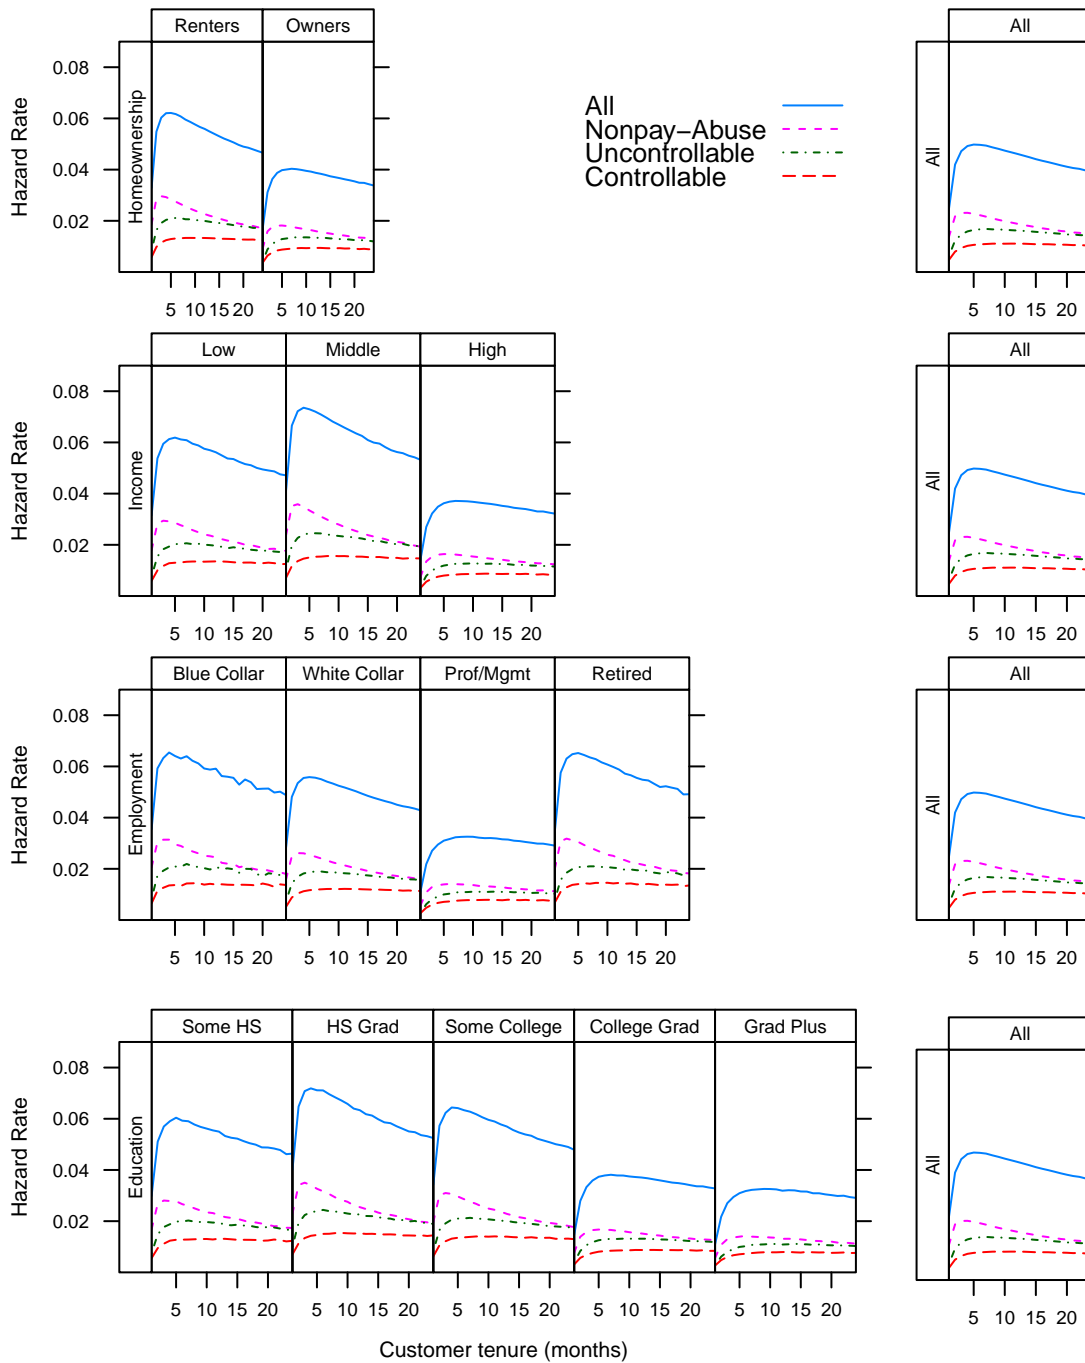 Renters Owners All
0.08
0.06
0.04
0.02
Hazard Rate
Homeownership
All
All
Nonpay−Abuse
Uncontrollable
Controllable
5 10 15 20 5 10 15 20 5 10 15 20
Low Middle High All
0.08
0.06
0.04
0.02
Hazard Rate
Income
All
5 10 15 20 5 10 15 20 5 10 15 20 5 10 15 20
Blue Collar White Collar Prof/Mgmt Retired All
0.08
0.06
0.04
0.02
Hazard Rate
Employment
All
5 10 15 20 5 10 15 20 5 10 15 20 5 10 15 20 5 10 15 20
Some HS HS Grad Some College College Grad Grad Plus All
0.08
0.06
0.04
0.02
Hazard Rate
Education
All
5 10 15 20 5 10 15 20 5 10 15 20 5 10 15 20 5 10 15 20 5 10 15 20
Customer tenure (months)